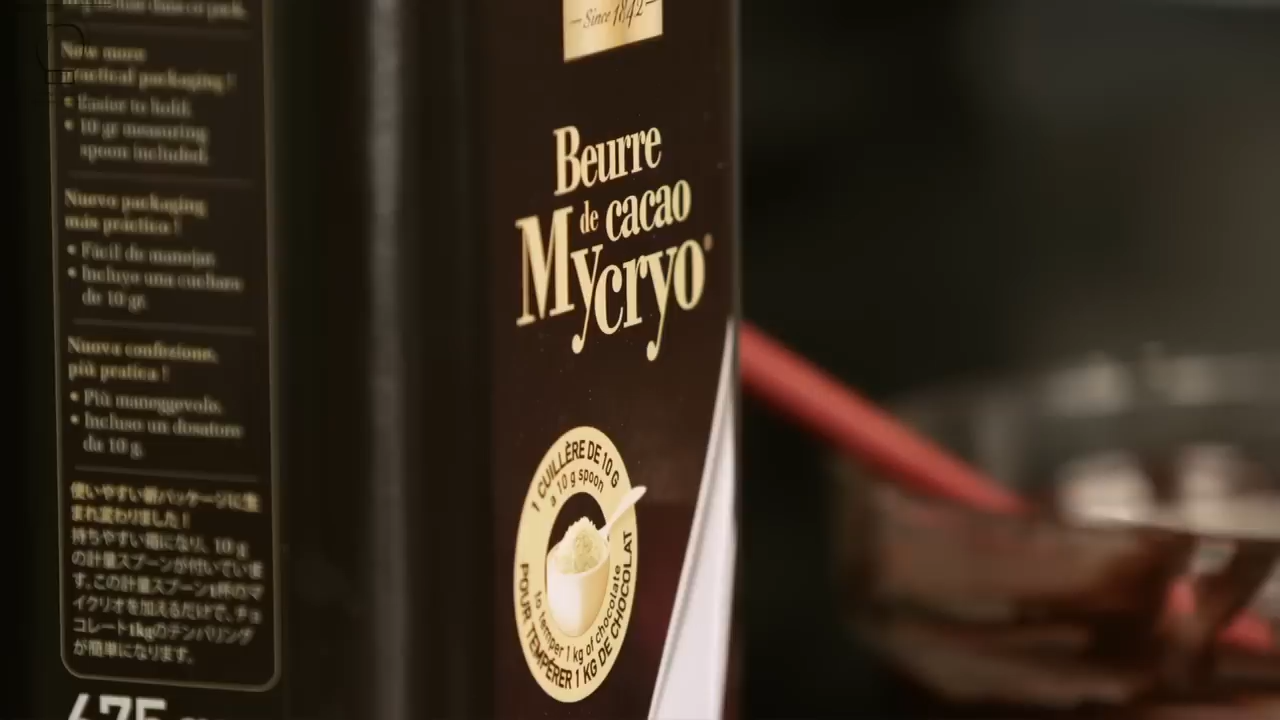 New more
practical packaging !
• Easier to hold.
• 10 gr measuring
spoon included.
Nuevo packaging
más práctico !
• Fácil de manejar.
• Incluye una cuchara
de 10 gr.
Nuova confezione,
più pratica !
• Più maneggevole.
• Incluso un dosatore
da 10 g.
使いやすい新パッケージに生
まれ変わりました！
持ちやすい箱になり、10 g
の計量スプーンが付いていま
す。この計量スプーン1杯のマ
イクリオを加えるだけで、チョ
コレート1kgのテンパリング
が簡単になります。
675
Since 1842
Beurre
de cacao
Mycryo®
1 CUILLÈRE DE 10 G
a 10 g spoon
to temper 1 kg of chocolate
POUR TEMPÉRER 1 KG DE CHOCOLAT